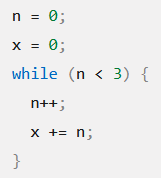 n = 0;
x = 0;
while (n < 3) {
  n++;
  x += n;
}